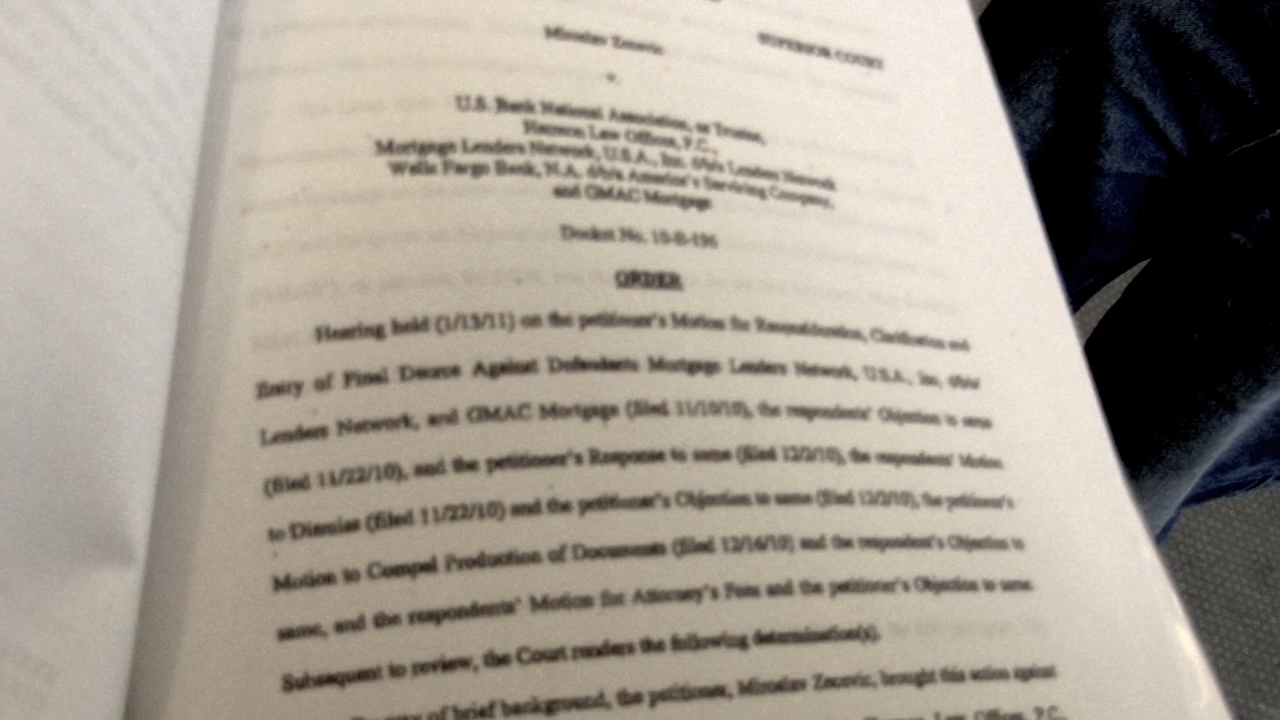 SUPERIOR COURT
Miroslav Zecevic
v.
U.S. Bank National Association, as Trustee,
Law Offices, P.C.,
Mortgage Lenders Network, U.S.A., Inc. d/b/a Lenders Network
Wells Fargo Bank, N.A. d/b/a America's Servicing Company,
and GMAC Mortgage
Docket No.
ORDER
Hearing held (1/13/11) on the petitioner's Motion for Reconsideration, Clarification and
Entry of Final Decree Against Defendants Mortgage Lenders Network, U.S.A., Inc. d/b/a/
Lenders Network, and GMAC Mortgage (filed 11/10/10), the respondents' Objection to same
(filed 11/22/10), and the petitioner's Response to same (filed 12/2/10), the respondents' Motion
to Dismiss (filed 11/22/10) and the petitioner's Objection to same (filed 12/2/10), the petitioner's
Motion to Compel Production of Documents (filed 12/16/10) and the respondent's Objection to
same, and the respondents' Motion for Attorney's Fees and the petitioner's Objection to same.
Subsequent to review, the Court renders the following determination(s).
of brief background, the petitioner, Miroslav Zecevic, brought this action against
Law Offices, P.C.